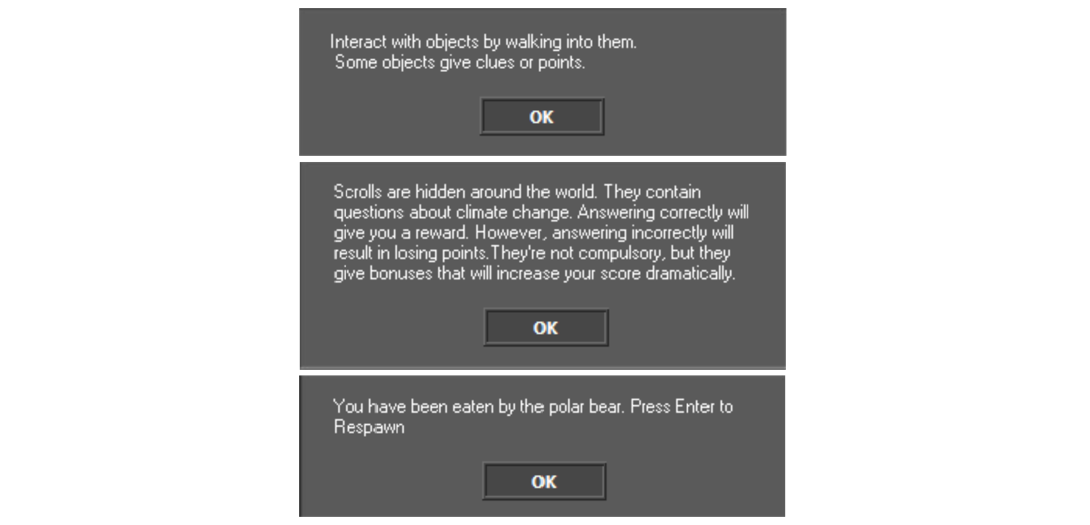 Interact with objects by walking into them.
Some objects give clues or points.
OK
Scrolls are hidden around the world. They contain
questions about climate change. Answering correctly will
give you a reward. However, answering incorrectly will
result in losing points.They're not compulsory, but they
give bonuses that will increase your score dramatically.
OK
You have been eaten by the polar bear. Press Enter to
Respawn
OK